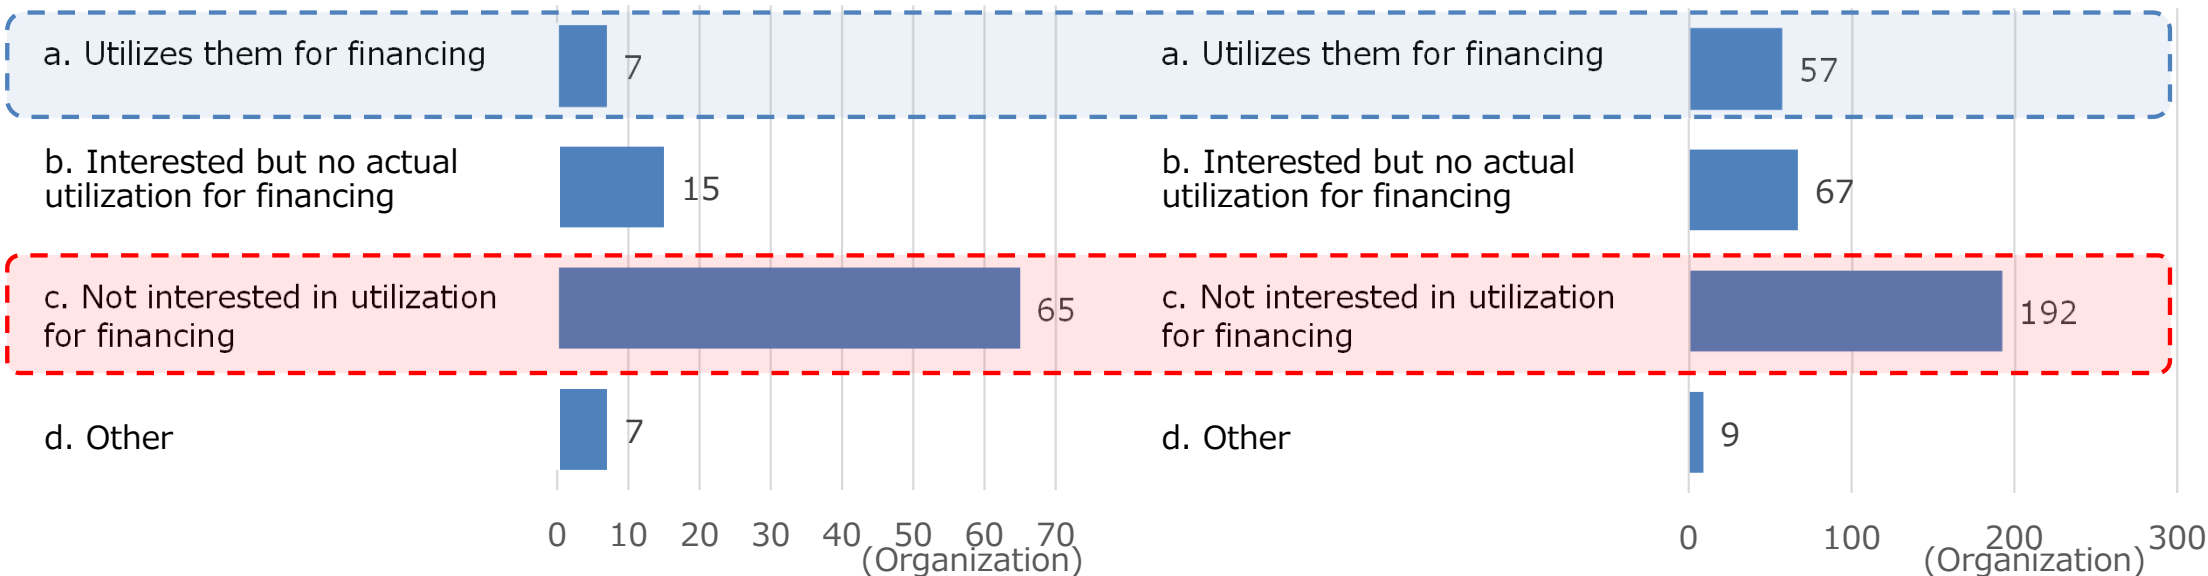 a. Utilizes them for financing
7
b. Interested but no actual
utilization for financing
15
c. Not interested in utilization
for financing
65
d. Other
7
0 10 20 30 40 50 60 70
(Organization)
a. Utilizes them for financing
57
b. Interested but no actual
utilization for financing
67
c. Not interested in utilization
for financing
192
d. Other
9
0 100 200 300
(Organization)